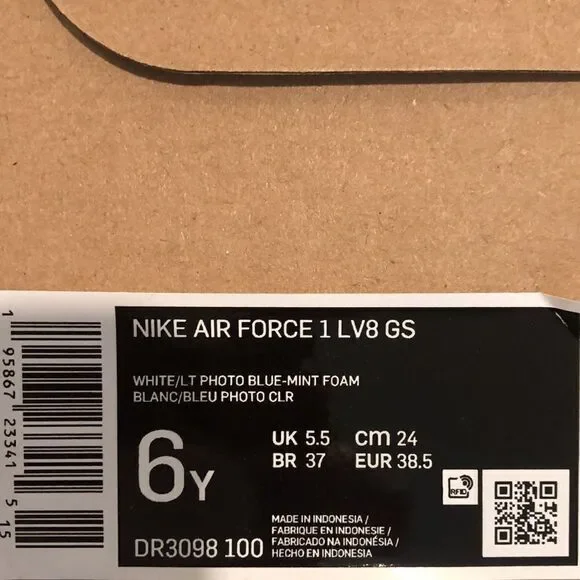 NIKE AIR FORCE 1 LV8 GS
WHITE/LT PHOTO BLUE-MINT FOAM
BLANC/BLEU PHOTO CLR
6Y
UK 5.5 cm 24
BR 37 EUR 38.5
RFID
DR3098 100
MADE IN INDONESIA /
FABRIQUE EN INDONESIE /
FABRICADO NA INDONÉSIA /
HECHO EN INDONESIA
1 95867 23341 5 15